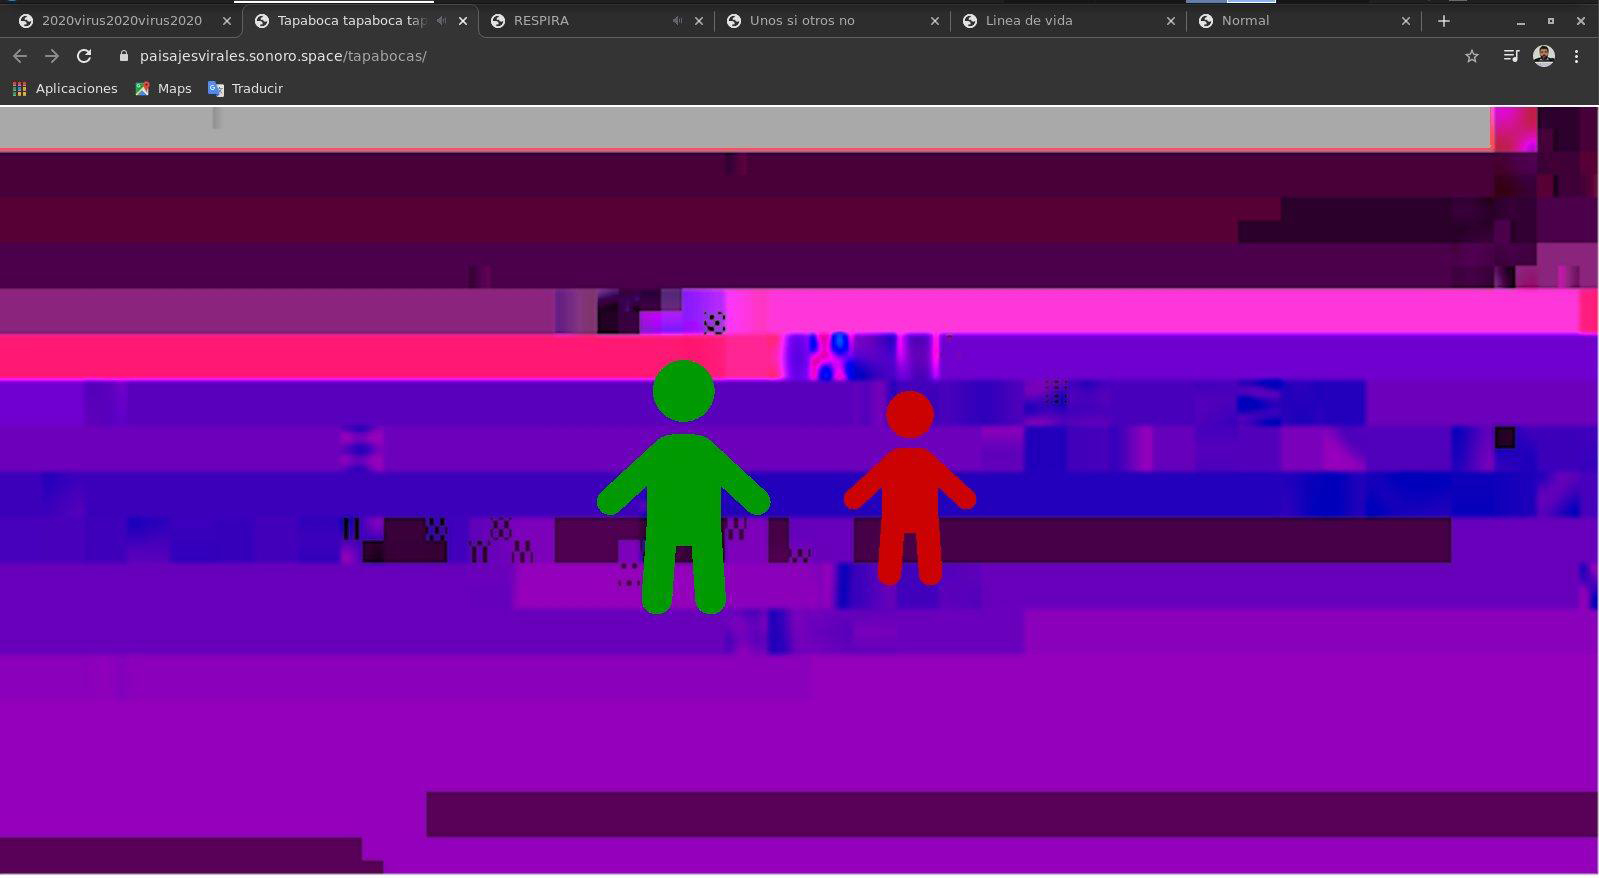 2020virus2020virus2020
Tapaboca tapaboca tap
RESPIRA
Unos si otros no
Linea de vida
Normal
paisajesvirales.sonoro.space/tapabocas/
Aplicaciones
Maps
Traducir